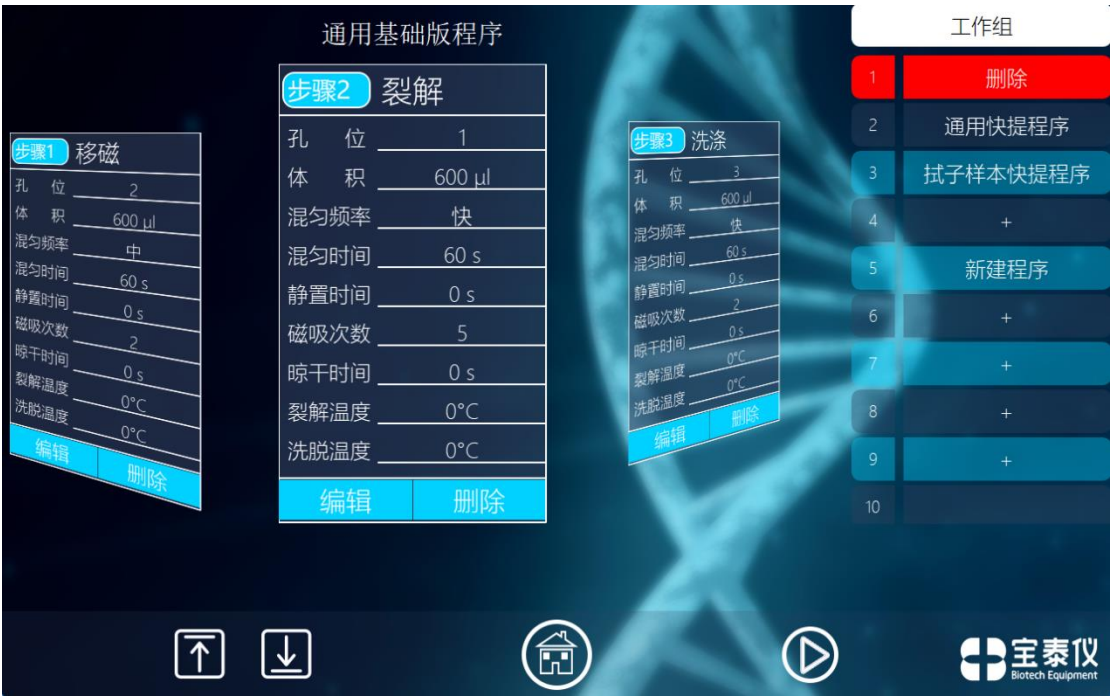 通用基础版程序
步骤1 移磁
孔 位 2
体 积 600 μl
混匀频率 中
混匀时间 60 s
静置时间 0 s
磁吸次数 2
晾干时间 0 s
裂解温度 0°C
洗脱温度 0°C
编辑 删除
步骤2 裂解
孔 位 1
体 积 600 μl
混匀频率 快
混匀时间 60 s
静置时间 0 s
磁吸次数 5
晾干时间 0 s
裂解温度 0°C
洗脱温度 0°C
编辑 删除
步骤3 洗涤
孔 位 3
体 积 600 μl
混匀频率 快
混匀时间 60 s
静置时间 0 s
磁吸次数 2
晾干时间 0 s
裂解温度 0°C
洗脱温度 0°C
编辑 删除
工作组
1 删除
2 通用快提程序
3 拭子样本快提程序
4 +
5 新建程序
6 +
7 +
8 +
9 +
10
宝泰仪
Biotech Equipment